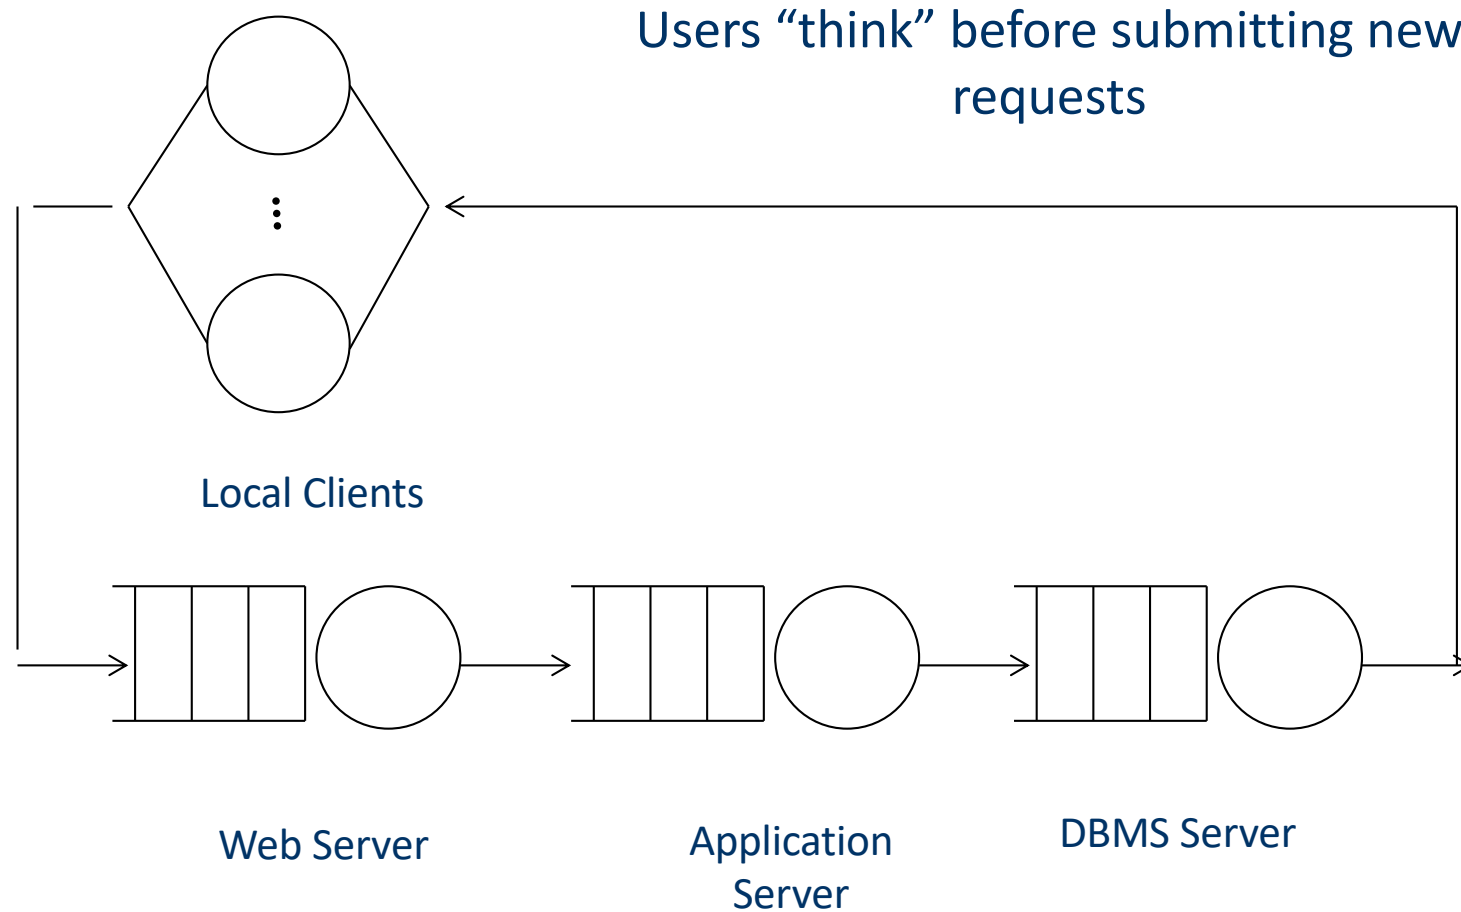 Users “think” before submitting new
requests
Local Clients
Web Server
Application
Server
DBMS Server